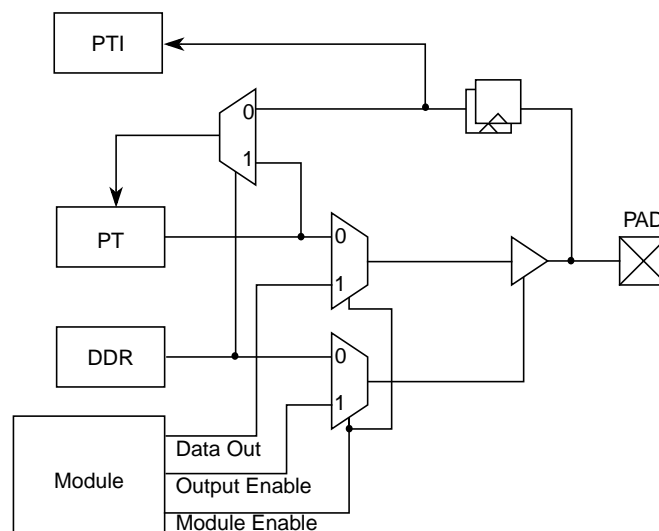 PTI
0
1
PT
0
PAD
1
DDR
0
1
Data Out
Module
Output Enable
Module Enable